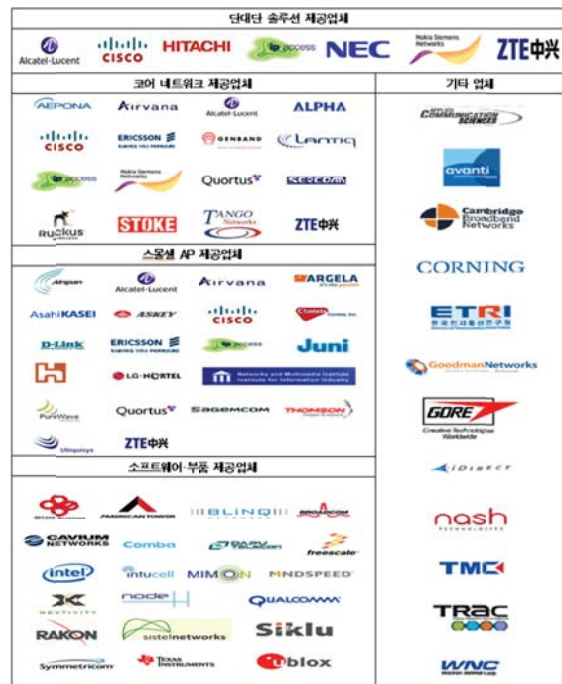 단대단 솔루션 제공업체
Alcatel·Lucent
CISCO
HITACHI
ip.access
NEC
Nokia Siemens
Networks
ZTE中兴
코어 네트워크 제공업체
AEPONA
Airvana
Alcatel·Lucent
ALPHA
CISCO
ERICSSON
GENBAND
LANTIQ
ip.access
Nokia Siemens
Networks
Quortus
SERCOMM
Ruckus
WIRELESS
STOKE
TANGO
Networks
ZTE中兴
스몰셀 AP 제공업체
Airspan
Alcatel·Lucent
Airvana
ARGELA
AsahiKASEI
ASKEY
CISCO
D-Link
ERICSSON
ip.access
Juni
LG-NORTEL
Networks and Multimedia Institute
Institute for Information Industry
PureWave
Quortus
SAGEMCOM
THOMSON
Ubiquisys
ZTE中兴
소프트웨어·부품 제공업체
AMERICAN TOWER
BLINQ
BROADCOM
CAVIUM
NETWORKS
Comba
freescale
intel
intucell
MIMON
MINDSPEED
nodeH
QUALCOMM
RAKON
sistelnetworks
Siklu
Symmetricom
TEXAS
INSTRUMENTS
ublox
기타 업체
COMMUNICATION
SCIENCES
avanti
Cambridge
Broadband
Networks
CORNING
ETRI
한국전자통신연구원
GoodmanNetworks
GORE
Creative Technologies
Worldwide
iDIRECT
nash
TECHNOLOGIES
TMC
TRAC
WNC